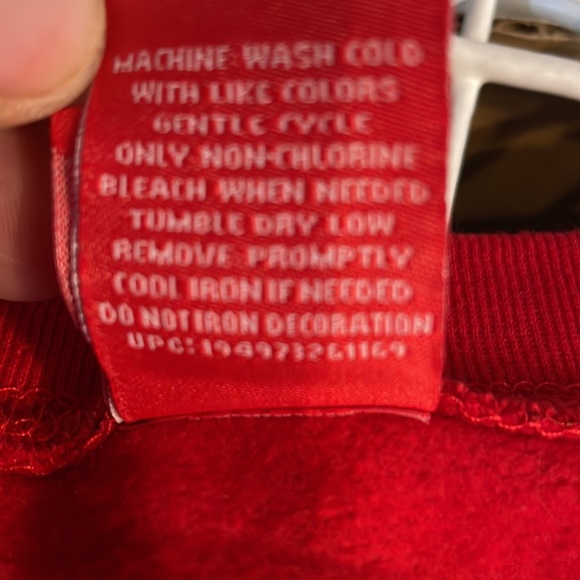 MACHINE WASH COLD
WITH LIKE COLORS
GENTLE CYCLE
ONLY NON-CHLORINE
BLEACH WHEN NEEDED
TUMBLE DRY LOW
REMOVE PROMPTLY
COOL IRON IF NEEDED
DO NOT IRON DECORATION
UPC: